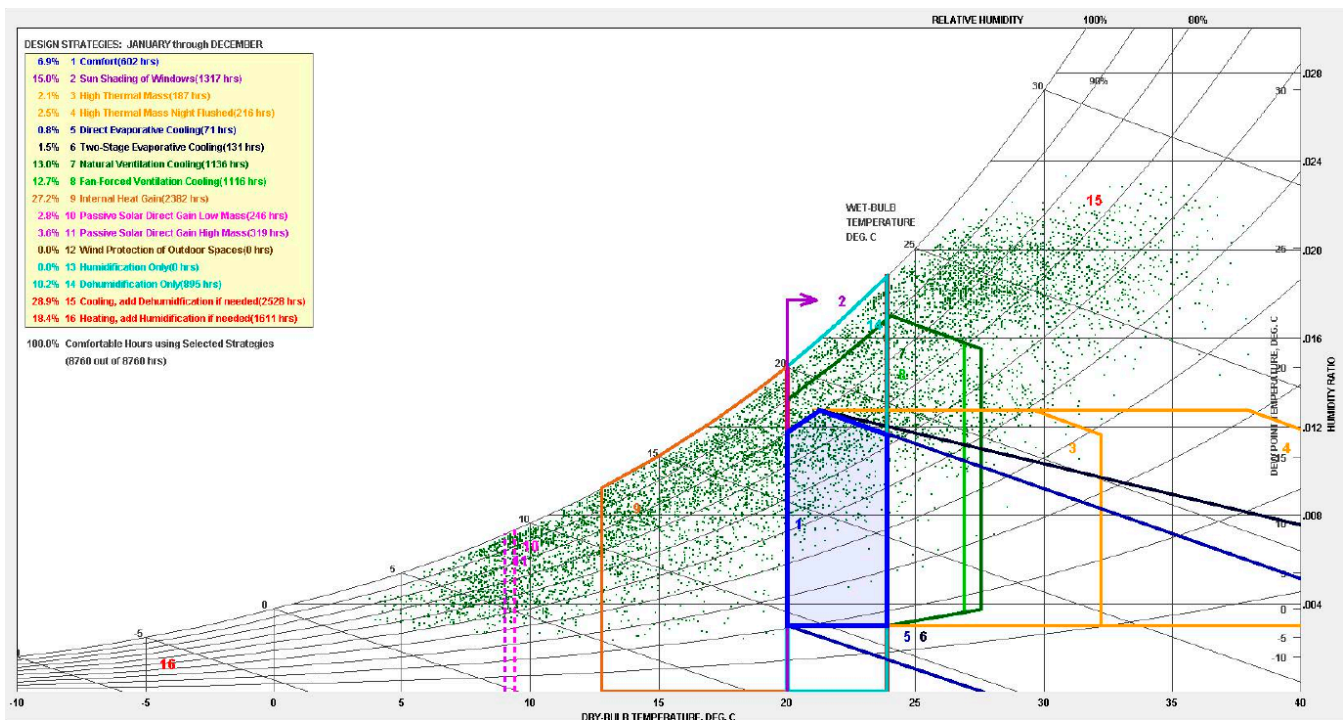 RELATIVE HUMIDITY 100% 80%
DESIGN STRATEGIES: JANUARY through DECEMBER
6.9% 1 Comfort(602 hrs)
15.0% 2 Sun Shading of Windows(1317 hrs)
2.1% 3 High Thermal Mass(187 hrs)
2.5% 4 High Thermal Mass Night Flushed(216 hrs)
0.8% 5 Direct Evaporative Cooling(71 hrs)
1.5% 6 Two-Stage Evaporative Cooling(131 hrs)
13.0% 7 Natural Ventilation Cooling(1136 hrs)
12.7% 8 Fan-Forced Ventilation Cooling(1116 hrs)
27.2% 9 Internal Heat Gain(2382 hrs)
2.8% 10 Passive Solar Direct Gain Low Mass(246 hrs)
3.6% 11 Passive Solar Direct Gain High Mass(319 hrs)
0.0% 12 Wind Protection of Outdoor Spaces(0 hrs)
0.0% 13 Humidification Only(0 hrs)
10.2% 14 Dehumidification Only(895 hrs)
28.9% 15 Cooling, add Dehumidification if needed(2528 hrs)
18.4% 16 Heating, add Humidification if needed(1611 hrs)
100.0% Comfortable Hours using Selected Strategies
(8760 out of 8760 hrs)
.028
30 90% 30
.024
15
WET-BULB
TEMPERATURE
DEG. C
25 25 .020
2
14 .016
7
20 8
DEW POINT TEMPERATURE, DEG. C
HUMIDITY RATIO
.012
15 3 4 15
9 .008
10 1 10
10
5
0 0 .004
-5 5 6 -5
16 -10
-10 -5 0 5 10 15 20 25 30 35 40
DRY-BULB TEMPERATURE, DEG. C